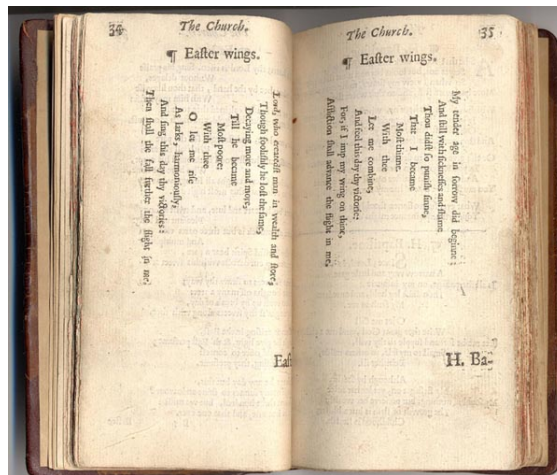 34 The Church.
¶ Eaſter wings.
Lord, who createdſt man in wealth and ſtore,
Though fooliſhly he loſt the ſame,
Decaying more and more,
Till he became
Moſt poore:
With thee
O let me riſe
As larks, harmoniouſly,
And ſing this day thy victories:
Then ſhall the fall further the flight in me.
Eaſ
The Church. 35
¶ Eaſter wings.
My tender age in ſorrow did beginne:
And ſtill with ſickneſſes and ſhame
Thou didſt ſo puniſh ſinne,
That I became
Moſt thinne.
With thee
Let me combine,
And feel this day thy victorie:
For, if I imp my wing on thine,
Affliction ſhall advance the flight in me.
H. Ba-